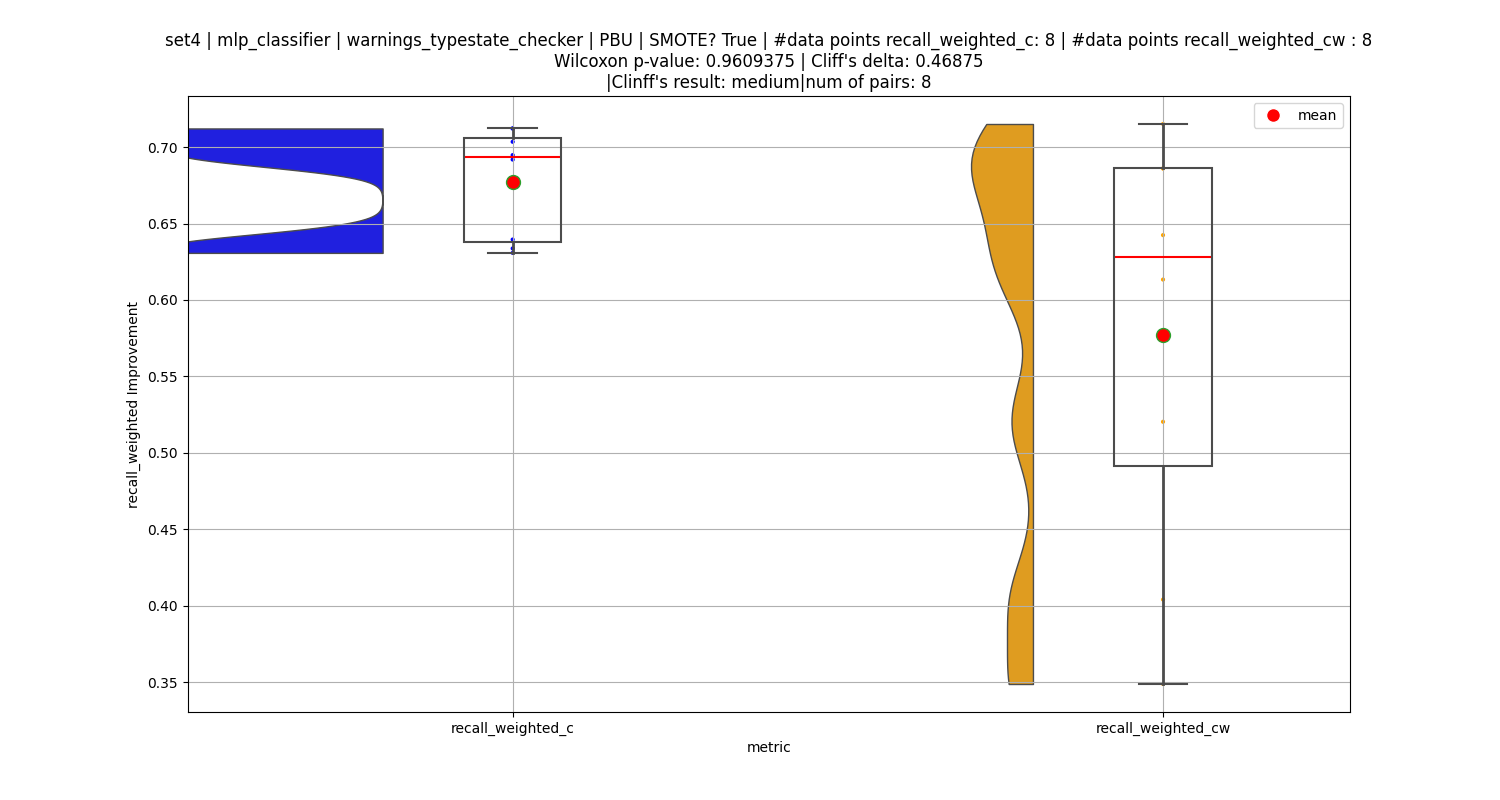 set4 | mlp_classifier | warnings_typestate_checker | PBU | SMOTE? True | #data points recall_weighted_c: 8 | #data points recall_weighted_cw : 8
Wilcoxon p-value: 0.9609375 | Cliff's delta: 0.46875
|Clinff's result: medium|num of pairs: 8
mean
0.70
0.65
0.60
0.55
0.50
0.45
0.40
0.35
recall_weighted Improvement
recall_weighted_c
recall_weighted_cw
metric